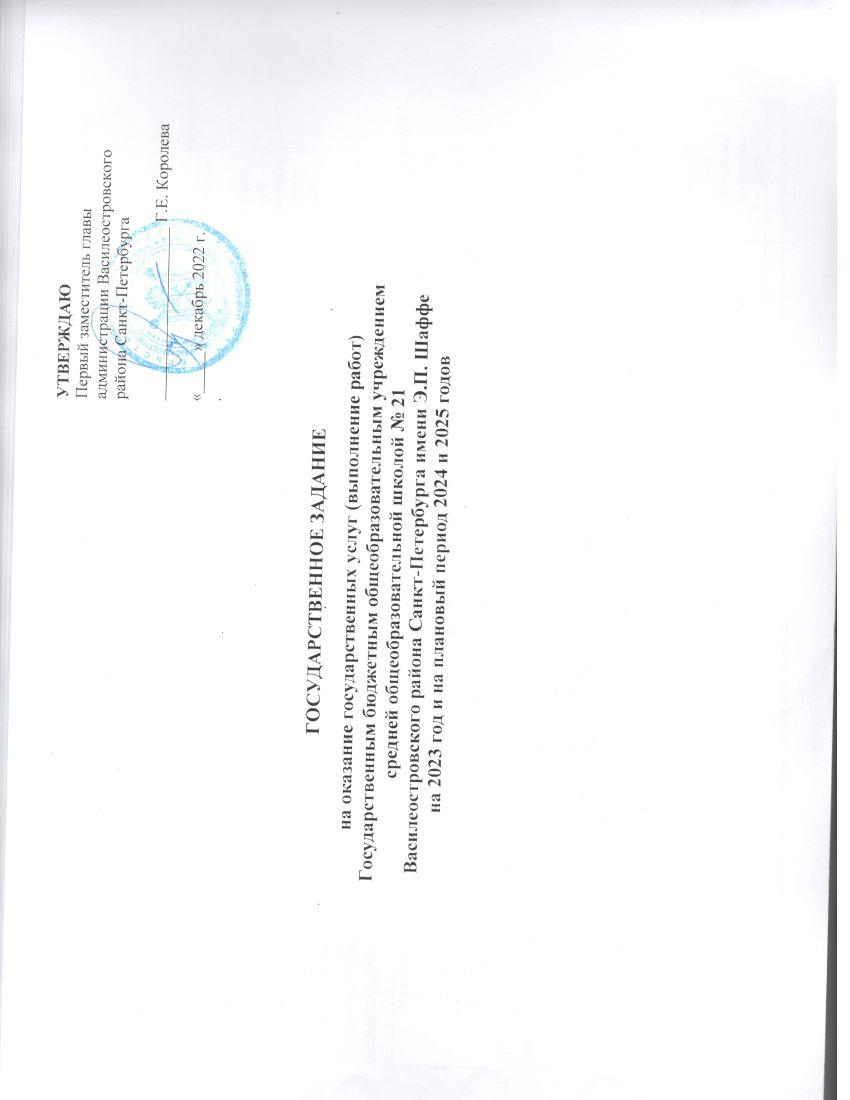 УТВЕРЖДАЮ
Первый заместитель главы
администрации Василеостровского
района Санкт-Петербурга
____________________ Г.Е. Королева
«_____» декабрь 2022 г.
ГОСУДАРСТВЕННОЕ ЗАДАНИЕ
на оказание государственных услуг (выполнение работ)
Государственным бюджетным общеобразовательным учреждением
средней общеобразовательной школой № 21
Василеостровского района Санкт-Петербурга имени Э.П. Шаффе
на 2023 год и на плановый период 2024 и 2025 годов